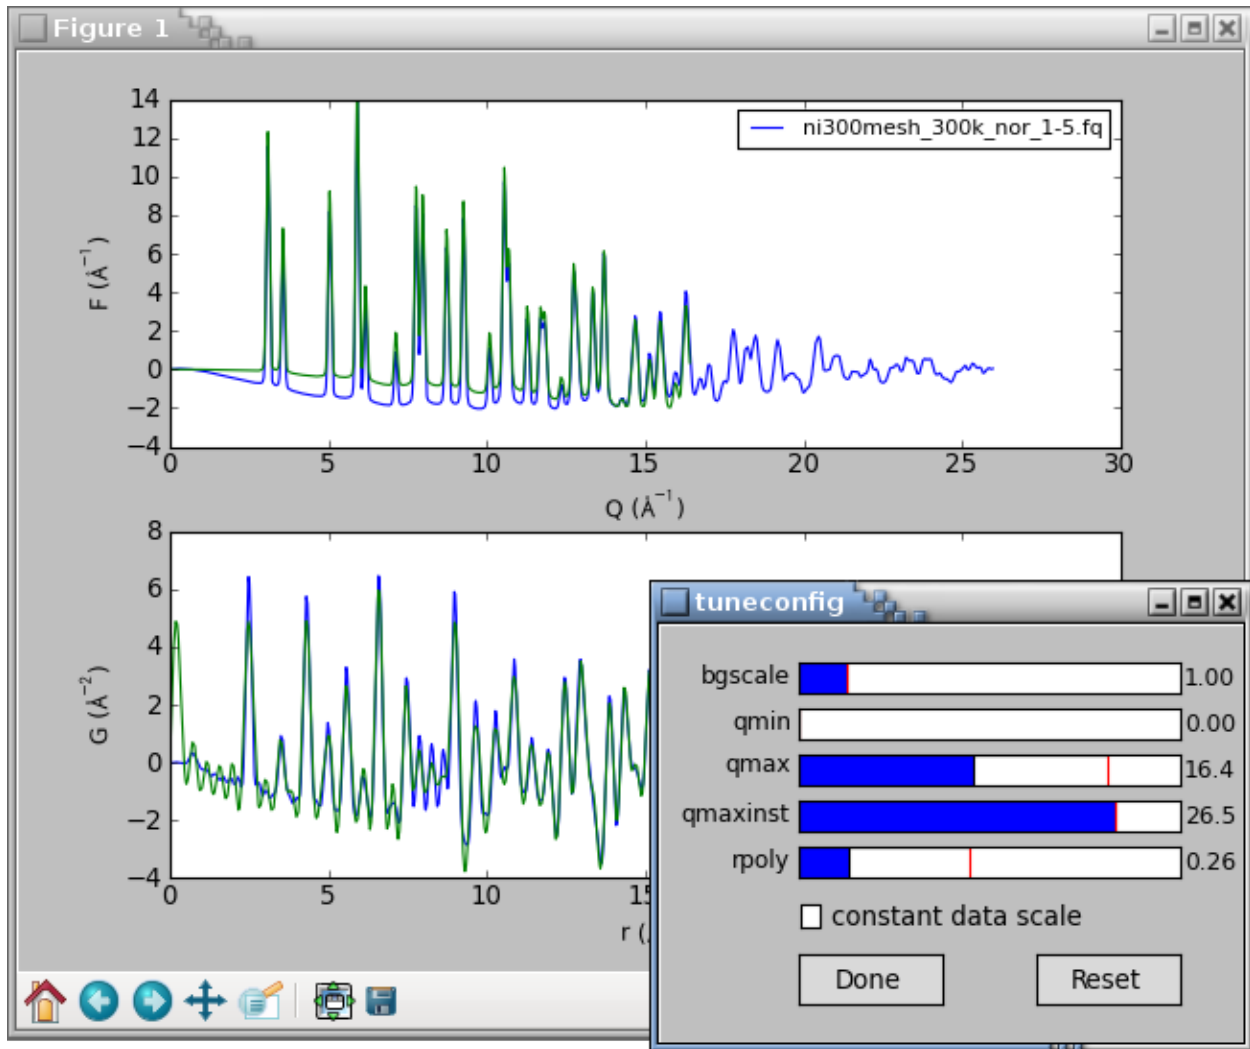 Figure 1
14
12
10
8
6
4
2
0
−2
−4
F (Å⁻¹)
ni300mesh_300k_nor_1-5.fq
0 5 10 15 20 25 30
Q (Å⁻¹)
8
6
4
2
0
−2
−4
G (Å⁻²)
0 5 10
r (
tuneconfig
bgscale 1.00
qmin 0.00
qmax 16.4
qmaxinst 26.5
rpoly 0.26
constant data scale
Done Reset